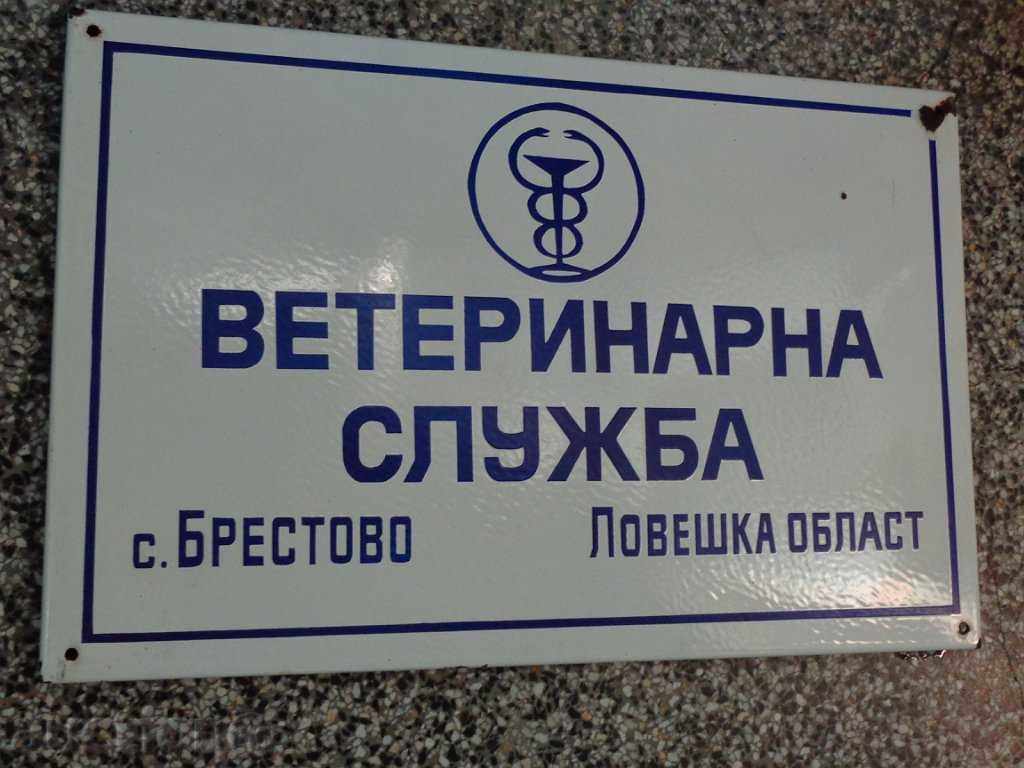 ВЕТЕРИНАРНА
СЛУЖБА
с. БРЕСТОВО ЛОВЕШКА ОБЛАСТ